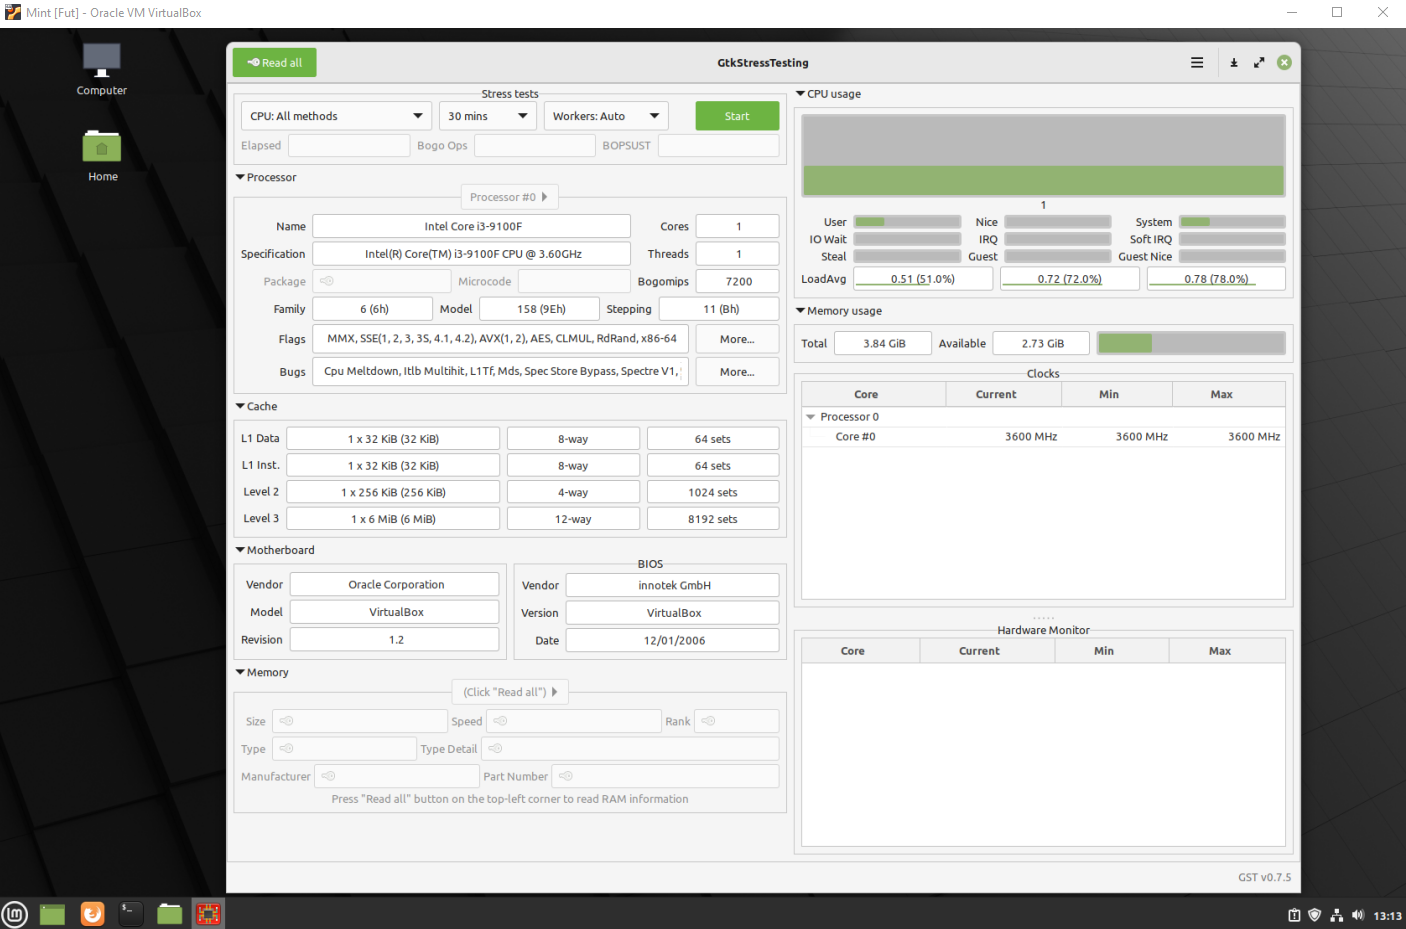 Mint [Fut] - Oracle VM VirtualBox
Computer
Home
Read all
GtkStressTesting
Stress tests
CPU: All methods
30 mins
Workers: Auto
Start
Elapsed
Bogo Ops
BOPSUST
Processor
Processor #0
Name
Intel Core i3-9100F
Cores
1
Specification
Intel(R) Core(TM) i3-9100F CPU @ 3.60GHz
Threads
1
Package
Microcode
Bogomips
7200
Family
6 (6h)
Model
158 (9Eh)
Stepping
11 (Bh)
Flags
MMX, SSE(1, 2, 3, 3S, 4.1, 4.2), AVX(1, 2), AES, CLMUL, RdRand, x86-64
More...
Bugs
Cpu Meltdown, Itlb Multihit, L1Tf, Mds, Spec Store Bypass, Spectre V1,
More...
Cache
L1 Data
1 x 32 KiB (32 KiB)
8-way
64 sets
L1 Inst.
1 x 32 KiB (32 KiB)
8-way
64 sets
Level 2
1 x 256 KiB (256 KiB)
4-way
1024 sets
Level 3
1 x 6 MiB (6 MiB)
12-way
8192 sets
Motherboard
Vendor
Oracle Corporation
Model
VirtualBox
Revision
1.2
BIOS
Vendor
innotek GmbH
Version
VirtualBox
Date
12/01/2006
Memory
(Click "Read all")
Size
Speed
Rank
Type
Type Detail
Manufacturer
Part Number
Press "Read all" button on the top-left corner to read RAM information
CPU usage
1
User
Nice
System
IO Wait
IRQ
Soft IRQ
Steal
Guest
Guest Nice
LoadAvg
0.51 (51.0%)
0.72 (72.0%)
0.78 (78.0%)
Memory usage
Total
3.84 GiB
Available
2.73 GiB
Clocks
Core
Current
Min
Max
Processor 0
Core #0
3600 MHz
3600 MHz
3600 MHz
Hardware Monitor
Core
Current
Min
Max
GST v0.7.5
13:13